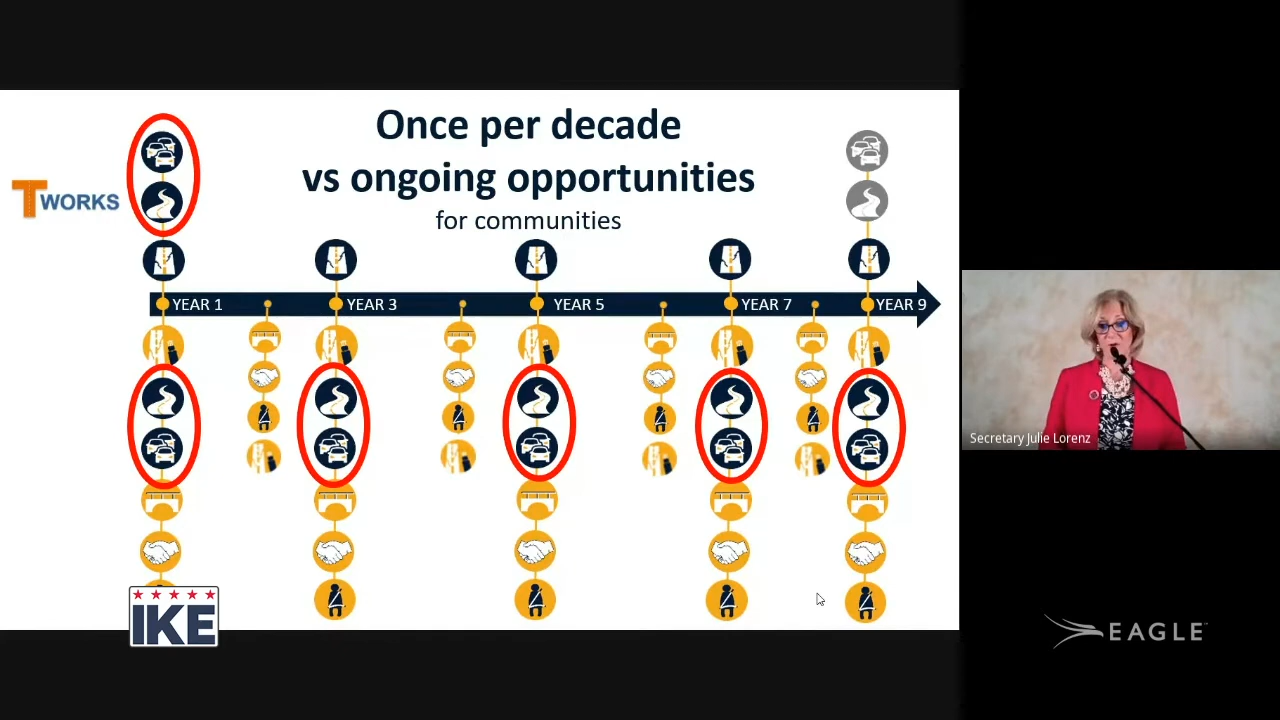 Once per decade
vs ongoing opportunities
for communities
TWORKS
YEAR 1
YEAR 3
YEAR 5
YEAR 7
YEAR 9
Secretary Julie Lorenz
IKE
EAGLE